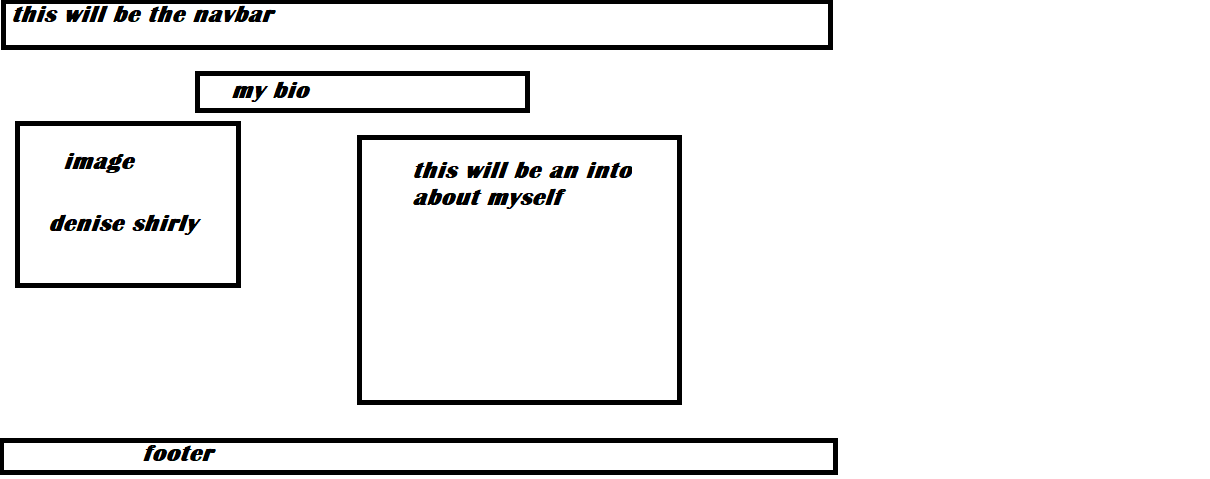 this will be the navbar
my bio
image
denise shirly
this will be an into
about myself
footer